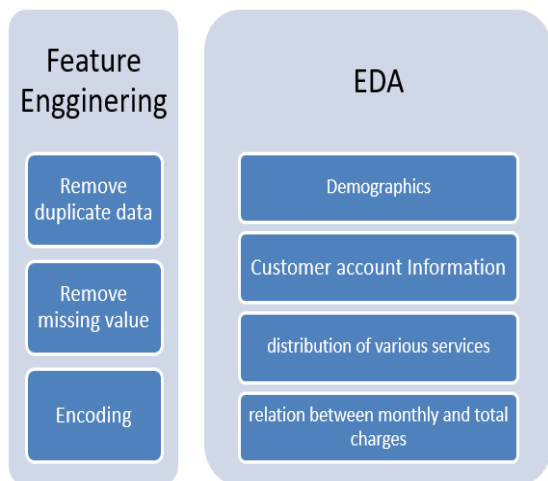 Feature
Engginering
Remove
duplicate data
Remove
missing value
Encoding
EDA
Demographics
Customer account Information
distribution of various services
relation between monthly and total
charges